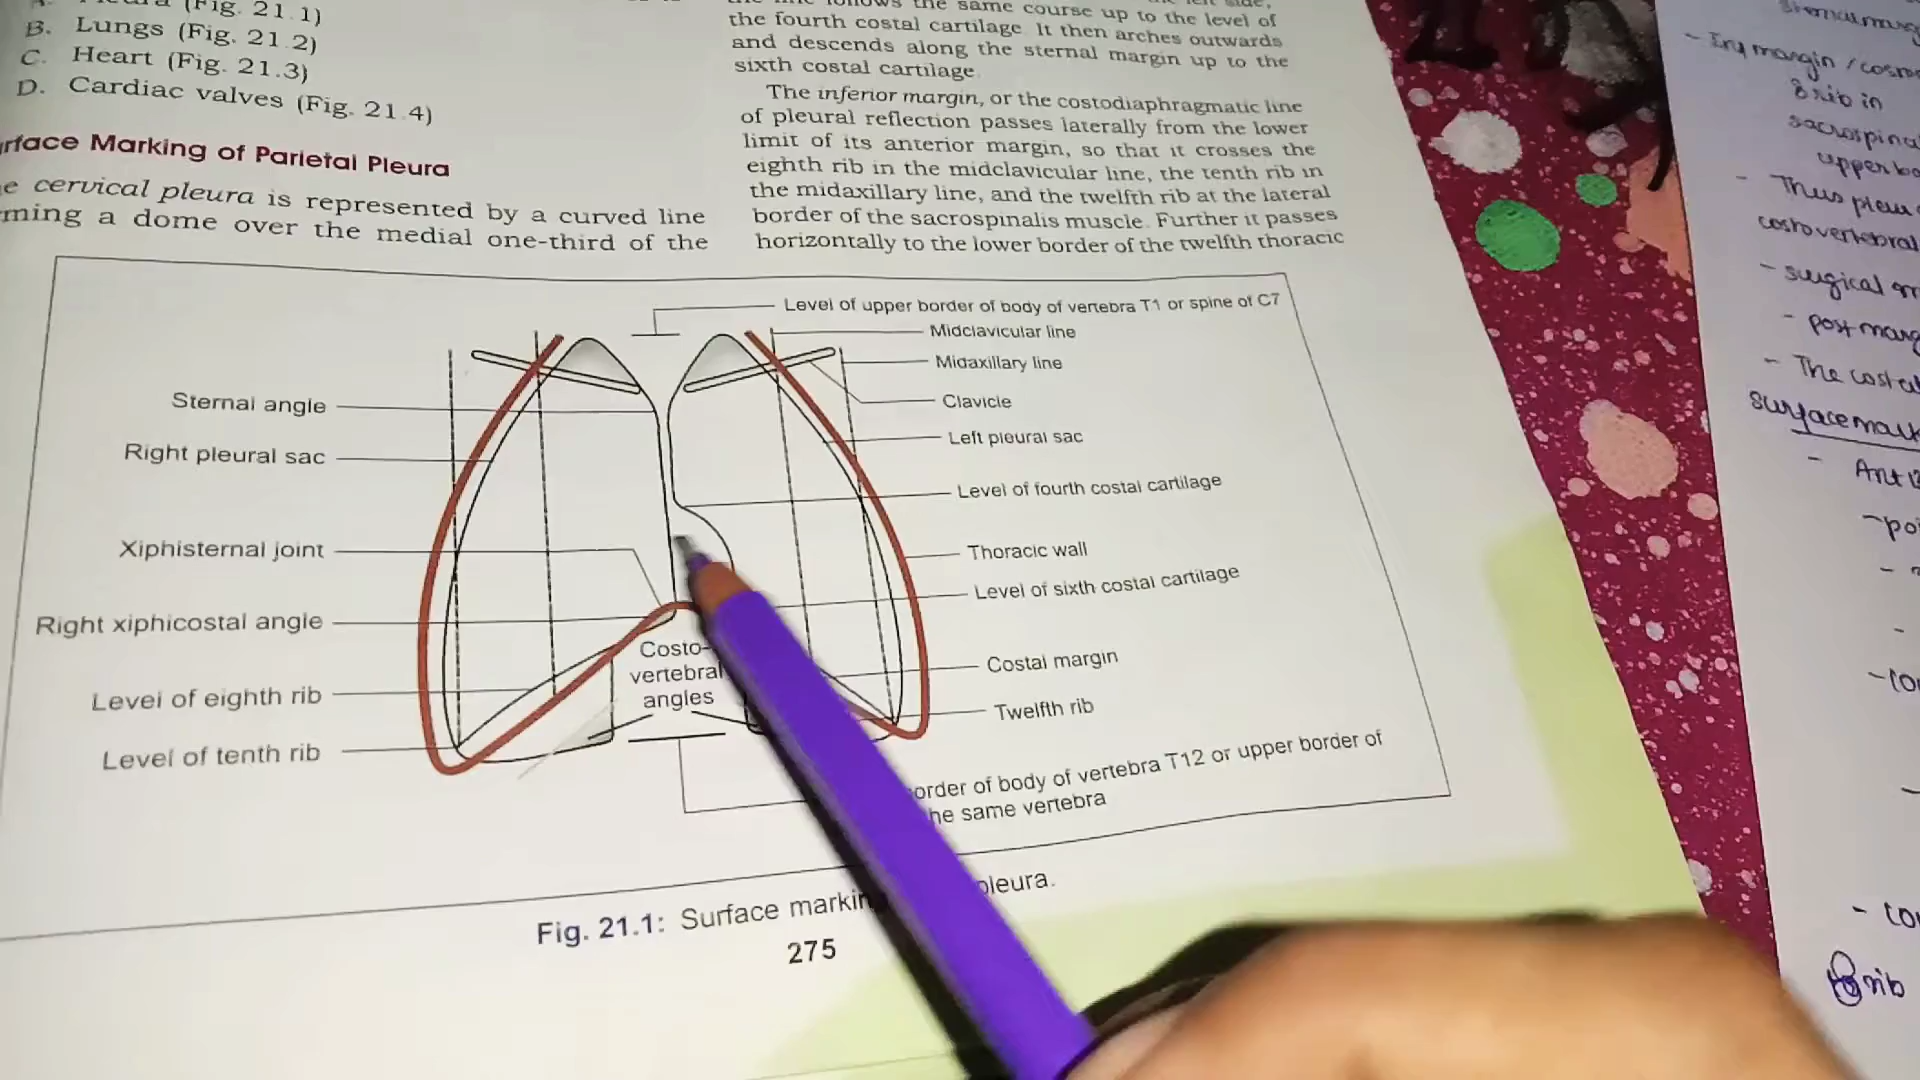 (Fig. 21.1)
B. Lungs (Fig. 21.2)
C. Heart (Fig. 21.3)
D. Cardiac valves (Fig. 21.4)
Marking of Parietal Pleura
cervical pleura is represented by a curved line
a dome over the medial one-third of the
the same course up to the level of
the fourth costal cartilage. It then arches outwards
and descends along the sternal margin up to the
sixth costal cartilage.
The inferior margin, or the costodiaphragmatic line
of pleural reflection passes laterally from the lower
limit of its anterior margin, so that it crosses the
eighth rib in the midclavicular line, the tenth rib in
the midaxillary line, and the twelfth rib at the lateral
border of the sacrospinalis muscle. Further it passes
horizontally to the lower border of the twelfth thoracic
Level of upper border of body of vertebra T1 or spine of C7
Midclavicular line
Midaxillary line
Clavicle
Left pleural sac
Level of fourth costal cartilage
Thoracic wall
Level of sixth costal cartilage
Costal margin
Twelfth rib
order of body of vertebra T12 or upper border of
he same vertebra
Sternal angle
Right pleural sac
Xiphisternal joint
Right xiphicostal angle
Level of eighth rib
Level of tenth rib
Costo-
vertebral
angles
Fig. 21.1: Surface markin pleura.
275
margin /
8 rib in
upper bo
- Thus pleu
costovertebral
- surgical
- post marg
- The costal
surface mark
- Ant
- po
rib